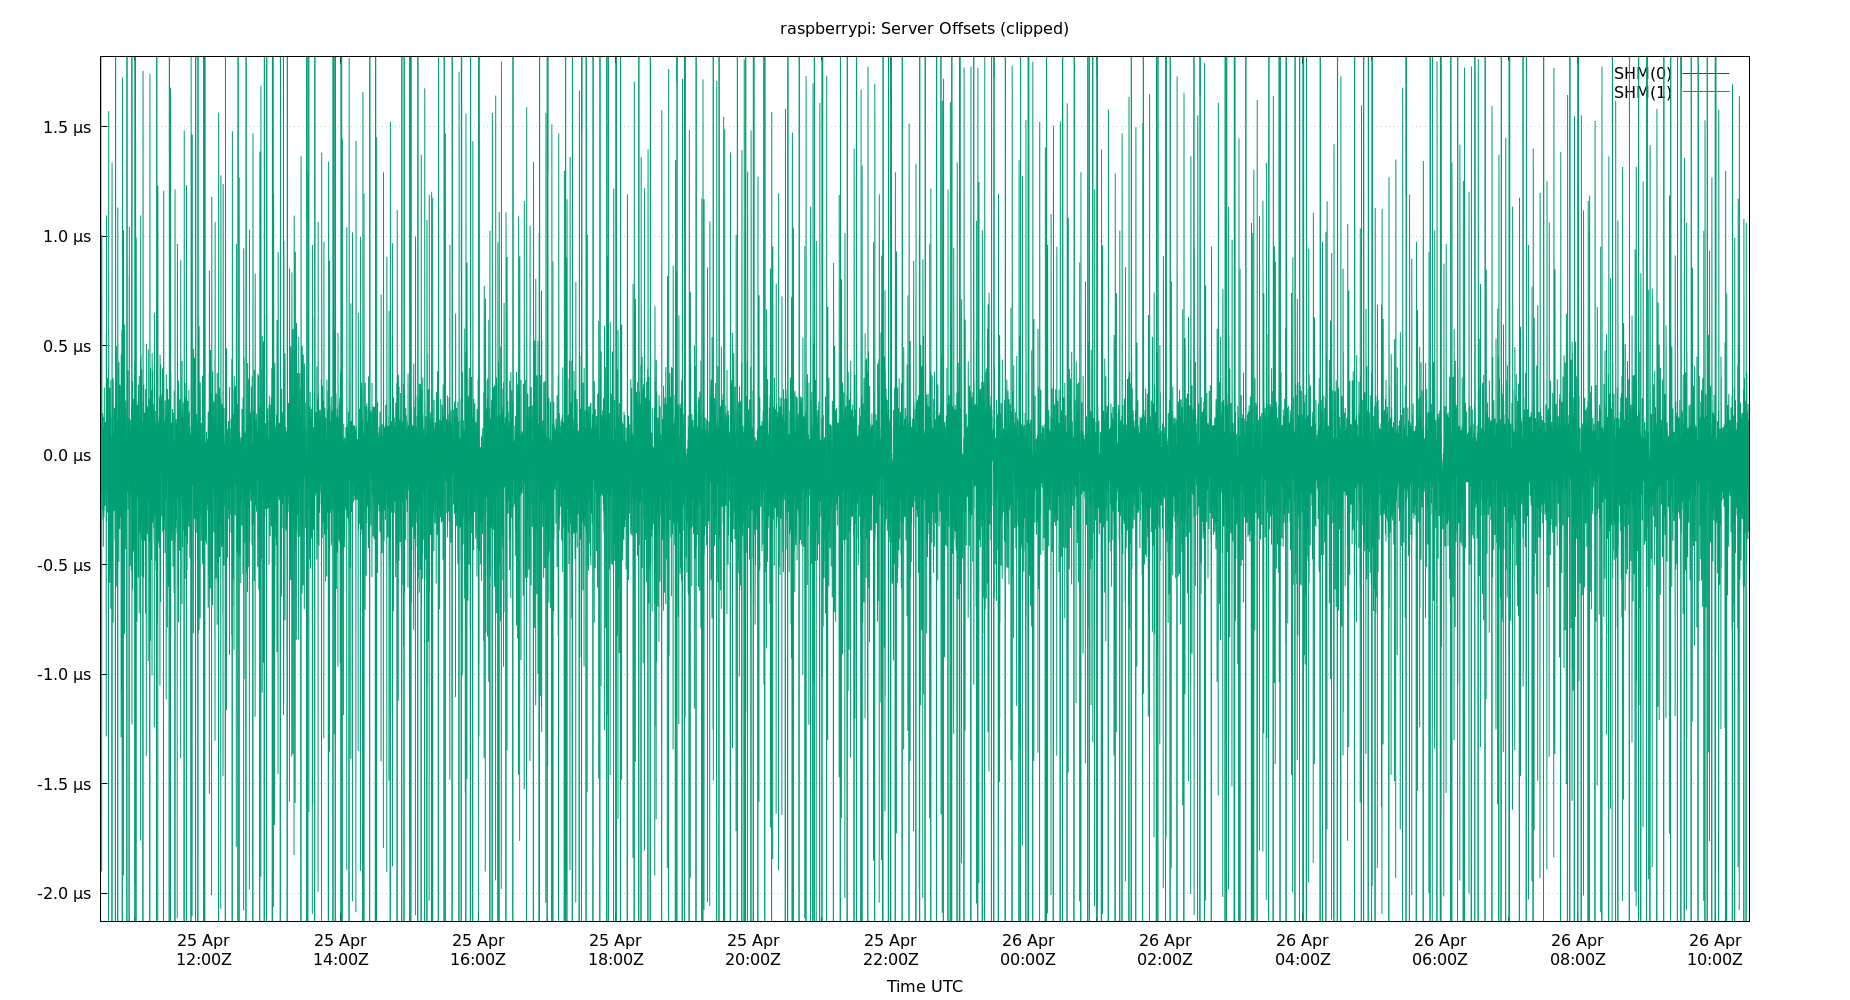 raspberrypi: Server Offsets (clipped)
SHM(0)
SHM(1)
1.5 µs
1.0 µs
0.5 µs
0.0 µs
-0.5 µs
-1.0 µs
-1.5 µs
-2.0 µs
25 Apr 25 Apr 25 Apr 25 Apr 25 Apr 25 Apr 26 Apr 26 Apr 26 Apr 26 Apr 26 Apr 26 Apr
12:00Z 14:00Z 16:00Z 18:00Z 20:00Z 22:00Z 00:00Z 02:00Z 04:00Z 06:00Z 08:00Z 10:00Z
Time UTC